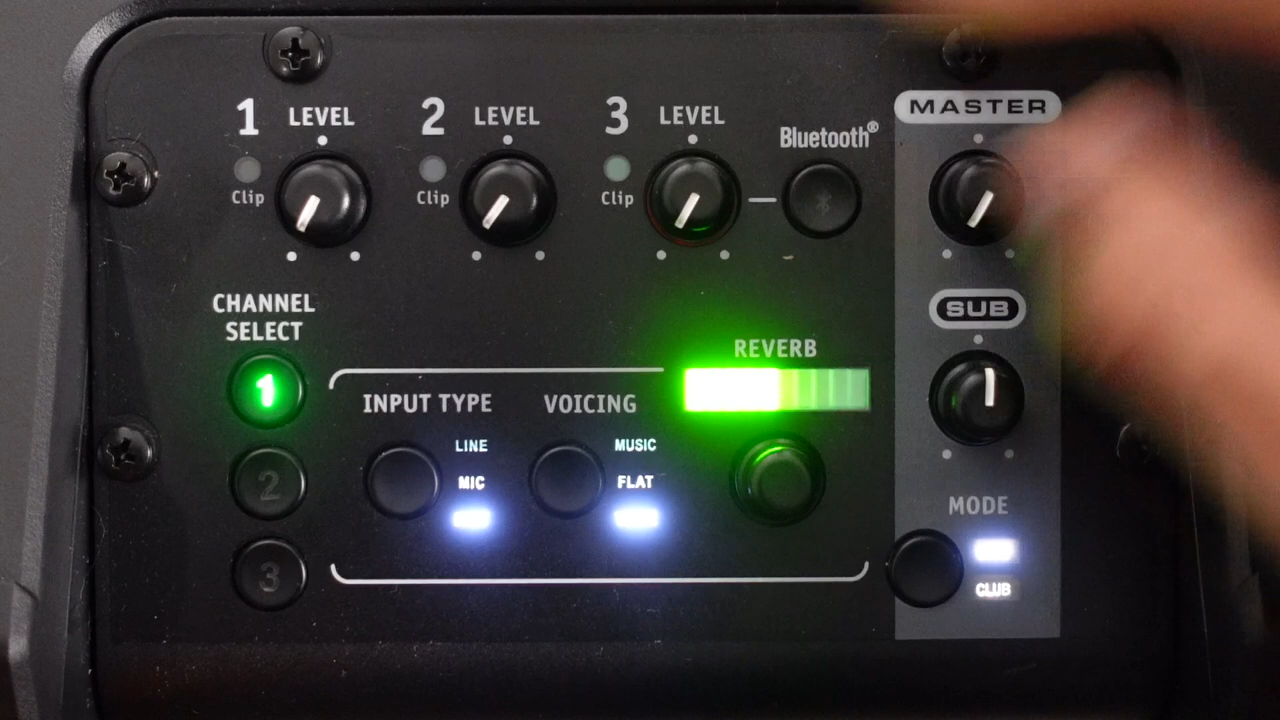 1 LEVEL 2 LEVEL 3 LEVEL MASTER
Bluetooth®
Clip Clip Clip
CHANNEL
SELECT
SUB
REVERB
1
INPUT TYPE VOICING
LINE MUSIC
MIC FLAT
2
MODE
3
CLUB